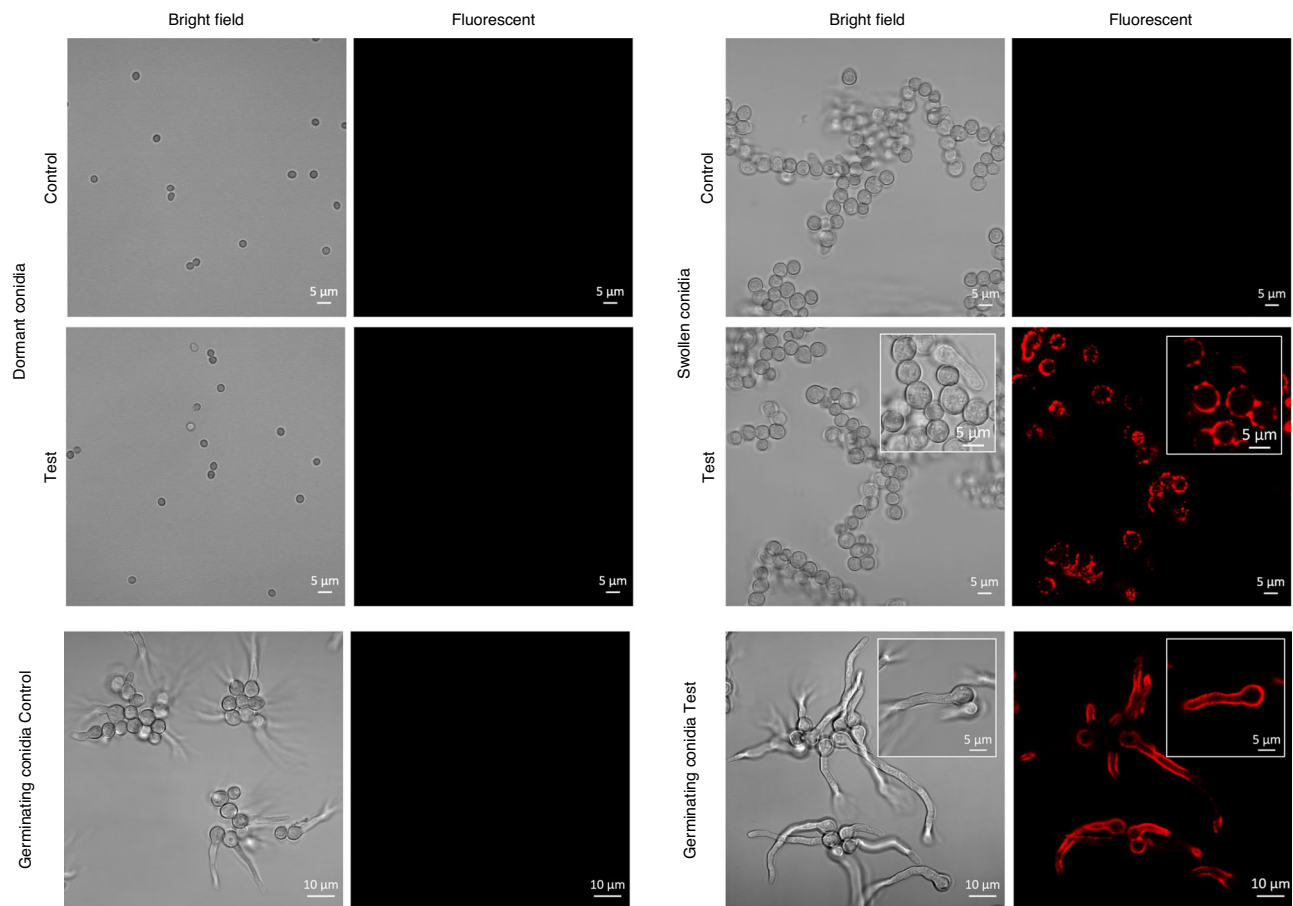 Bright field
Fluorescent
Bright field
Fluorescent
Dormant conidia
Control
5 µm
5 µm
Swollen conidia
Control
5 µm
5 µm
Test
5 µm
5 µm
Test
5 µm
5 µm
5 µm
5 µm
Germinating conidia Control
10 µm
10 µm
Germinating conidia Test
5 µm
10 µm
5 µm
10 µm